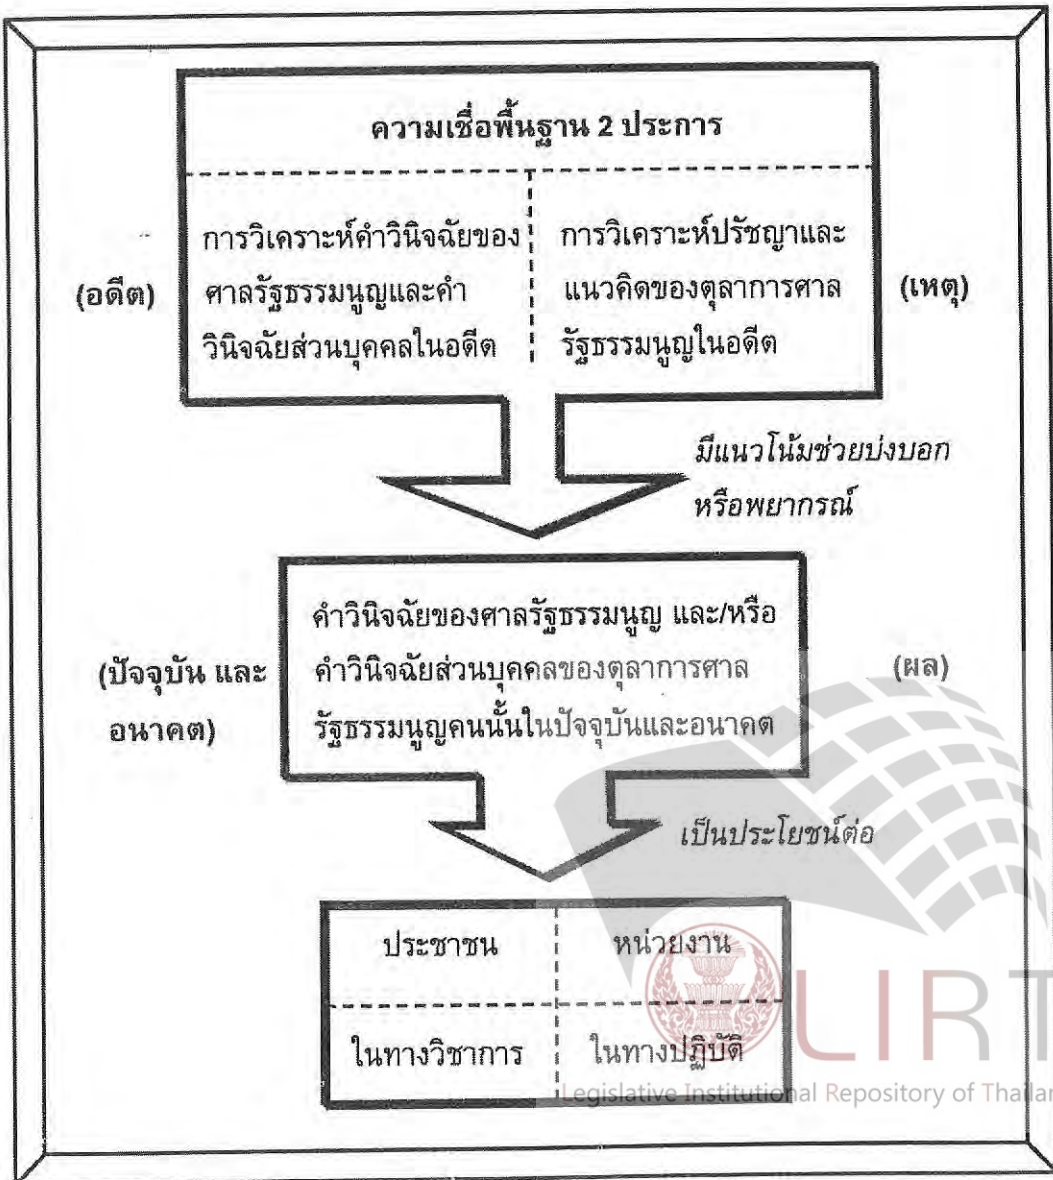 ความเชื่อพื้นฐาน 2 ประการ
(อดีต)
การวิเคราะห์คำวินิจฉัยของ
ศาลรัฐธรรมนูญและคำ
วินิจฉัยส่วนบุคคลในอดีต
การวิเคราะห์ปรัชญาและ
แนวคิดของตุลาการศาล
รัฐธรรมนูญในอดีต
(เหตุ)
มีแนวโน้มช่วยบ่งบอก
หรือพยากรณ์
(ปัจจุบัน และ
อนาคต)
คำวินิจฉัยของศาลรัฐธรรมนูญ และ/หรือ
คำวินิจฉัยส่วนบุคคลของตุลาการศาล
รัฐธรรมนูญคนนั้นในปัจจุบันและอนาคต
(ผล)
เป็นประโยชน์ต่อ
ประชาชน
หน่วยงาน
ในทางวิชาการ
ในทางปฏิบัติ
LIRT
Legislative Institutional Repository of Thailan